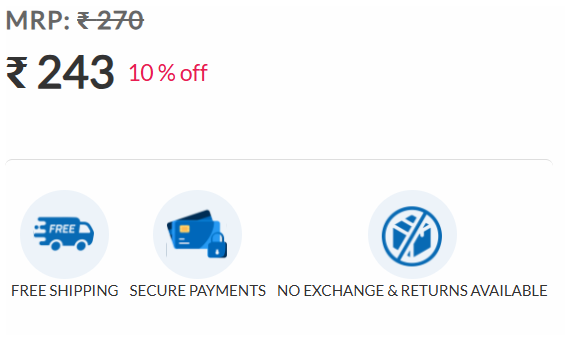 MRP: ₹ 270
₹ 243 10 % off
FREE
FREE SHIPPING SECURE PAYMENTS NO EXCHANGE & RETURNS AVAILABLE